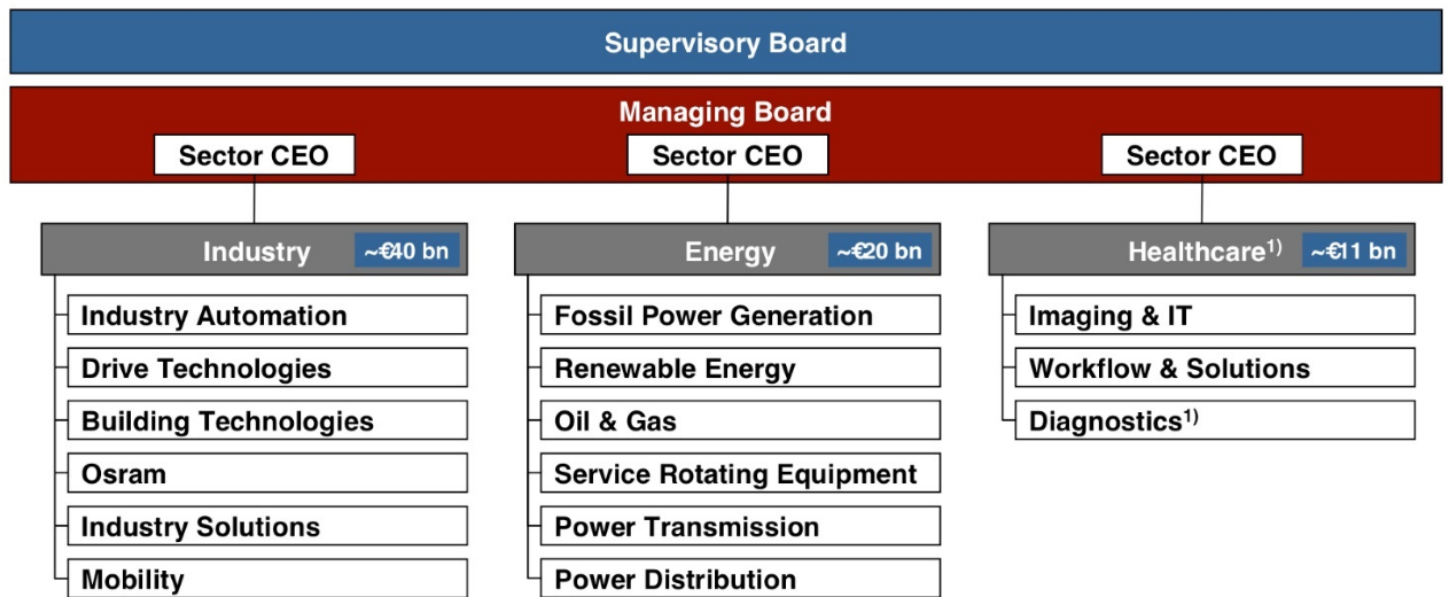 Supervisory Board
Managing Board
Sector CEO
Sector CEO
Sector CEO
Industry
~€40 bn
Industry Automation
Drive Technologies
Building Technologies
Osram
Industry Solutions
Mobility
Energy
~€20 bn
Fossil Power Generation
Renewable Energy
Oil & Gas
Service Rotating Equipment
Power Transmission
Power Distribution
Healthcare¹⁾
~€11 bn
Imaging & IT
Workflow & Solutions
Diagnostics¹⁾